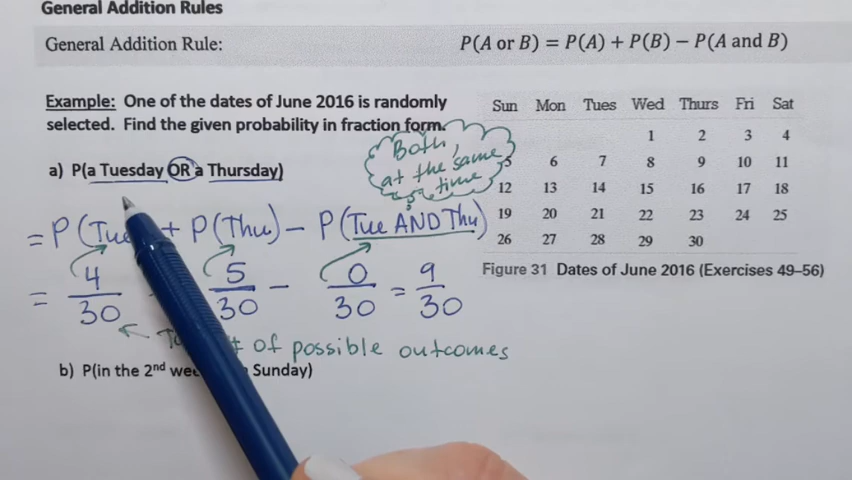 General Addition Rules
General Addition Rule: P(A or B) = P(A) + P(B) − P(A and B)
Example: One of the dates of June 2016 is randomly
selected. Find the given probability in fraction form.
a) P(a Tuesday OR a Thursday)
Both,
at the same
time
= P(Tue + P(Thu) − P(Tue AND Thu)
= 4/30 5/30 − 0/30 = 9/30
of possible outcomes
b) P(in the 2nd Sunday)
Sun Mon Tues Wed Thurs Fri Sat
1 2 3 4
5 6 7 8 9 10 11
12 13 14 15 16 17 18
19 20 21 22 23 24 25
26 27 28 29 30
Figure 31 Dates of June 2016 (Exercises 49–56)